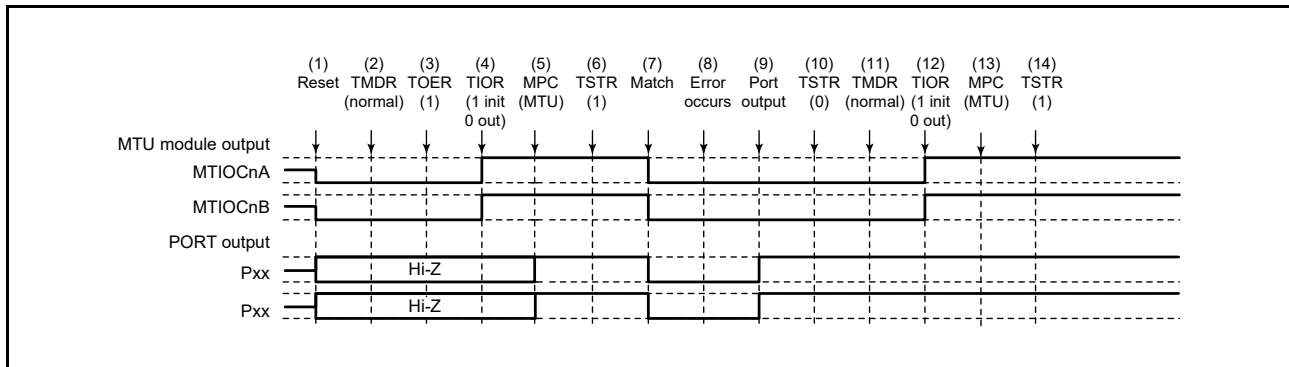 (1) (2) (3) (4) (5) (6) (7) (8) (9) (10) (11) (12) (13) (14)
Reset TMDR TOER TIOR MPC TSTR Match Error Port TSTR TMDR TIOR MPC TSTR
(normal) (1) (1 init (MTU) (1) occurs output (0) (normal) (1 init (MTU) (1)
0 out) 0 out)
MTU module output
MTIOCnA
MTIOCnB
PORT output
Pxx Hi-Z
Pxx Hi-Z